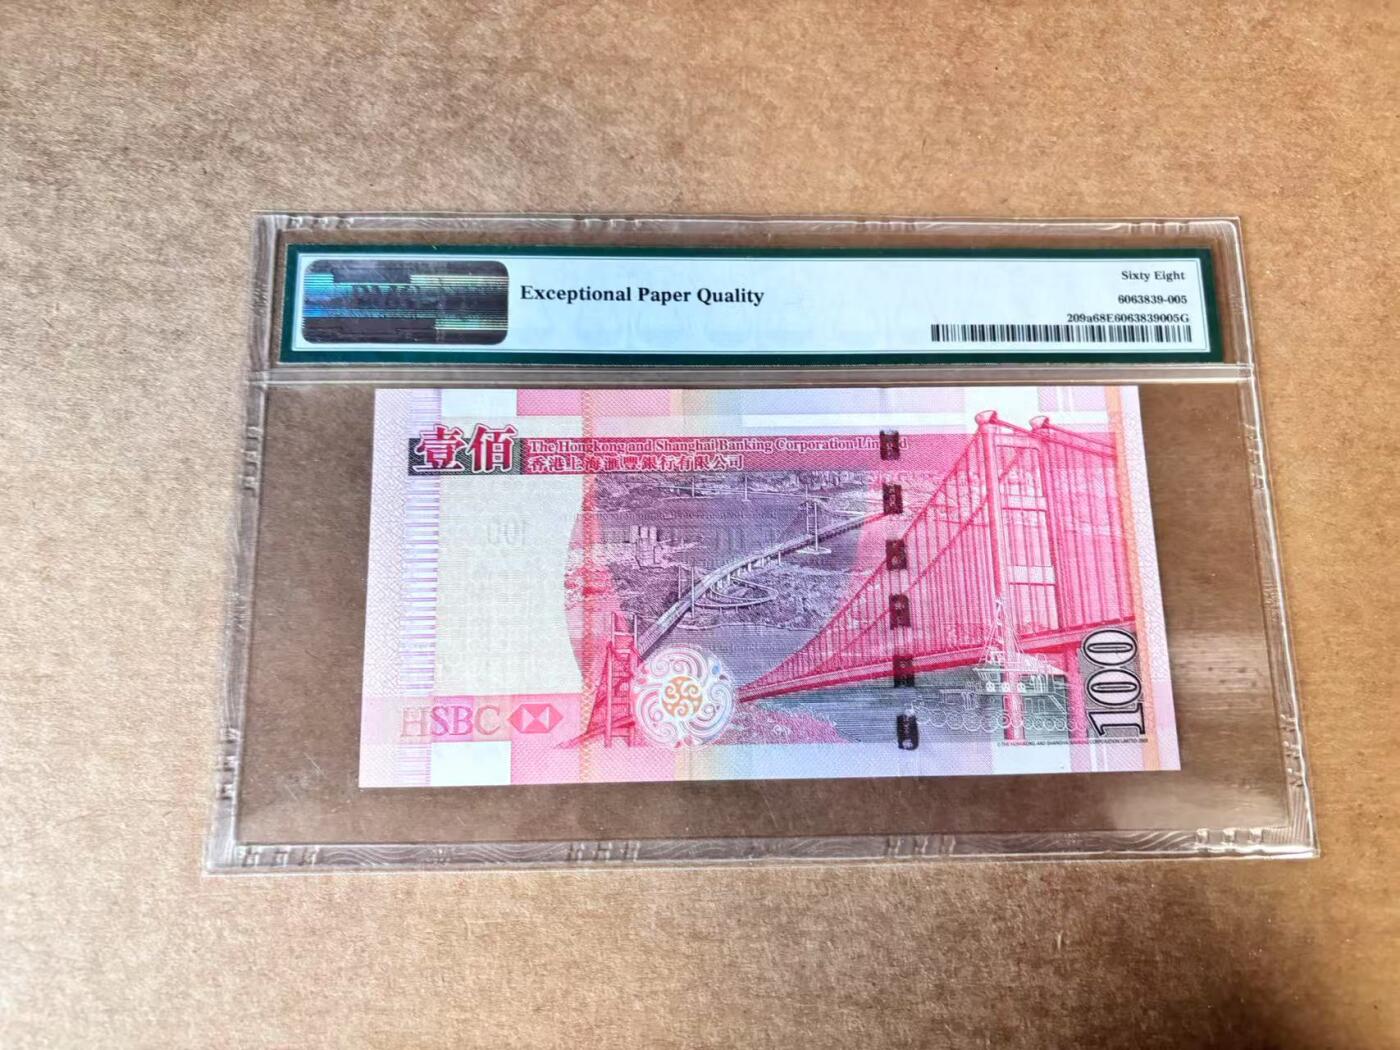 Exceptional Paper Quality
Sixty Eight
6063839-005
209a68E6063839005G
壹佰
The Hongkong and Shanghai Banking Corporation Limited
香港上海滙豐銀行有限公司
100
HSBC
100